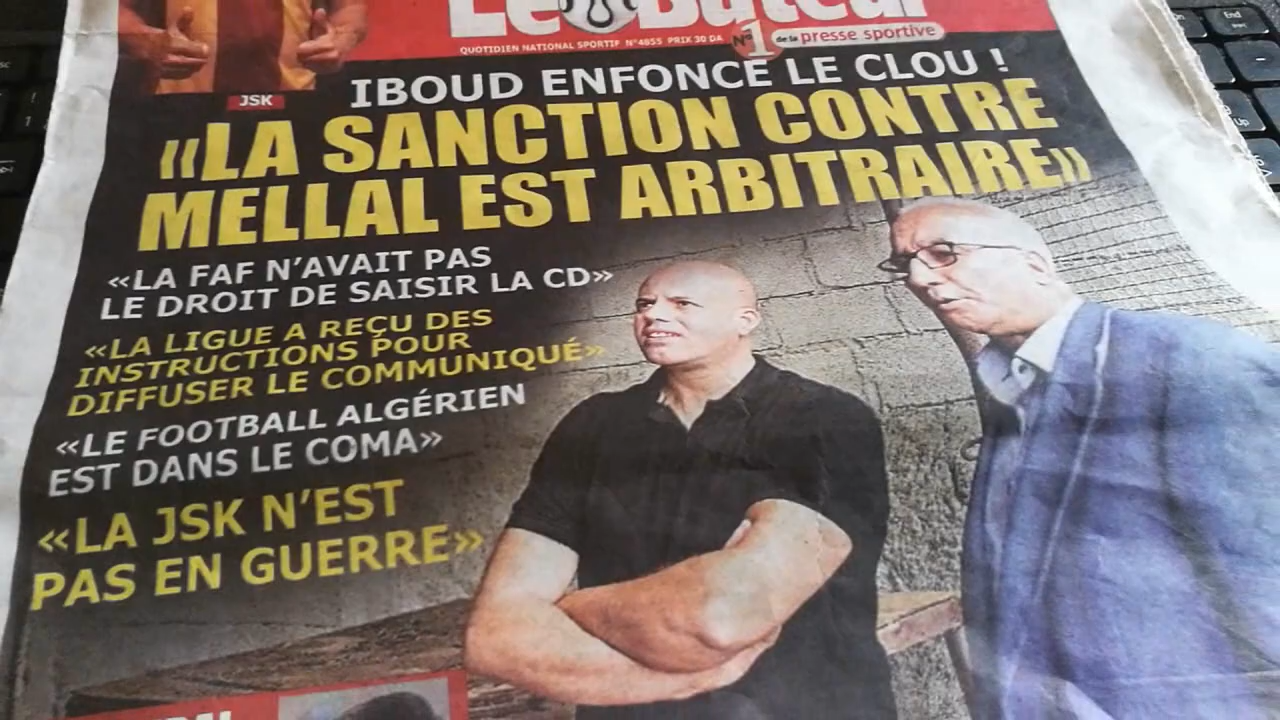 Le Buteur
QUOTIDIEN NATIONAL SPORTIF N°4855 PRIX 30 DA
N°1 de la presse sportive
JSK
IBOUD ENFONCE LE CLOU !
«LA SANCTION CONTRE
MELLAL EST ARBITRAIRE»
«LA FAF N'AVAIT PAS
LE DROIT DE SAISIR LA CD»
«LA LIGUE A REÇU DES
INSTRUCTIONS POUR
DIFFUSER LE COMMUNIQUÉ»
«LE FOOTBALL ALGÉRIEN
EST DANS LE COMA»
«LA JSK N'EST
PAS EN GUERRE»
End
Up